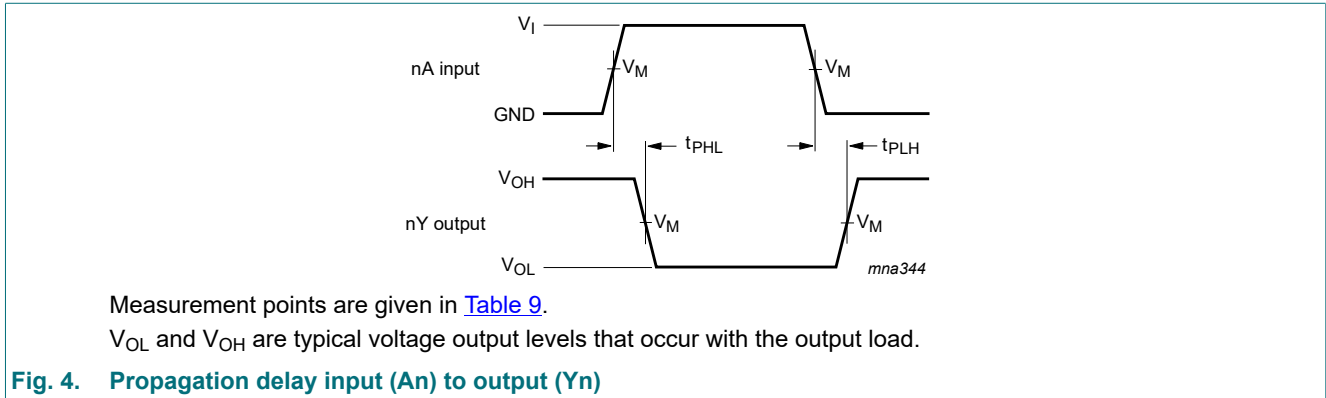 V_I
nA input
V_M
V_M
GND
t_PHL
t_PLH
V_OH
nY output
V_M
V_M
V_OL
mna344
Measurement points are given in Table 9.
V_OL and V_OH are typical voltage output levels that occur with the output load.
Fig. 4. Propagation delay input (An) to output (Yn)